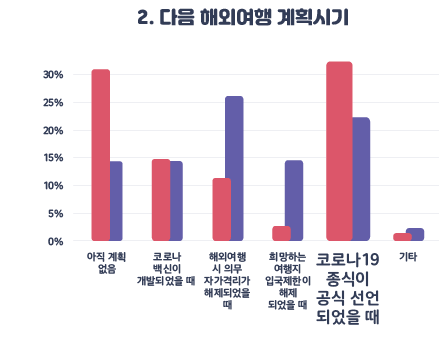 2. 다음 해외여행 계획시기
30%
25%
20%
15%
10%
5%
0%
아직 계획
없음
코로나
백신이
개발되었을 때
해외여행
시 의무
자가격리가
해제되었을
때
희망하는
여행지
입국제한이
해제
되었을 때
코로나19
종식이
공식 선언
되었을 때
기타